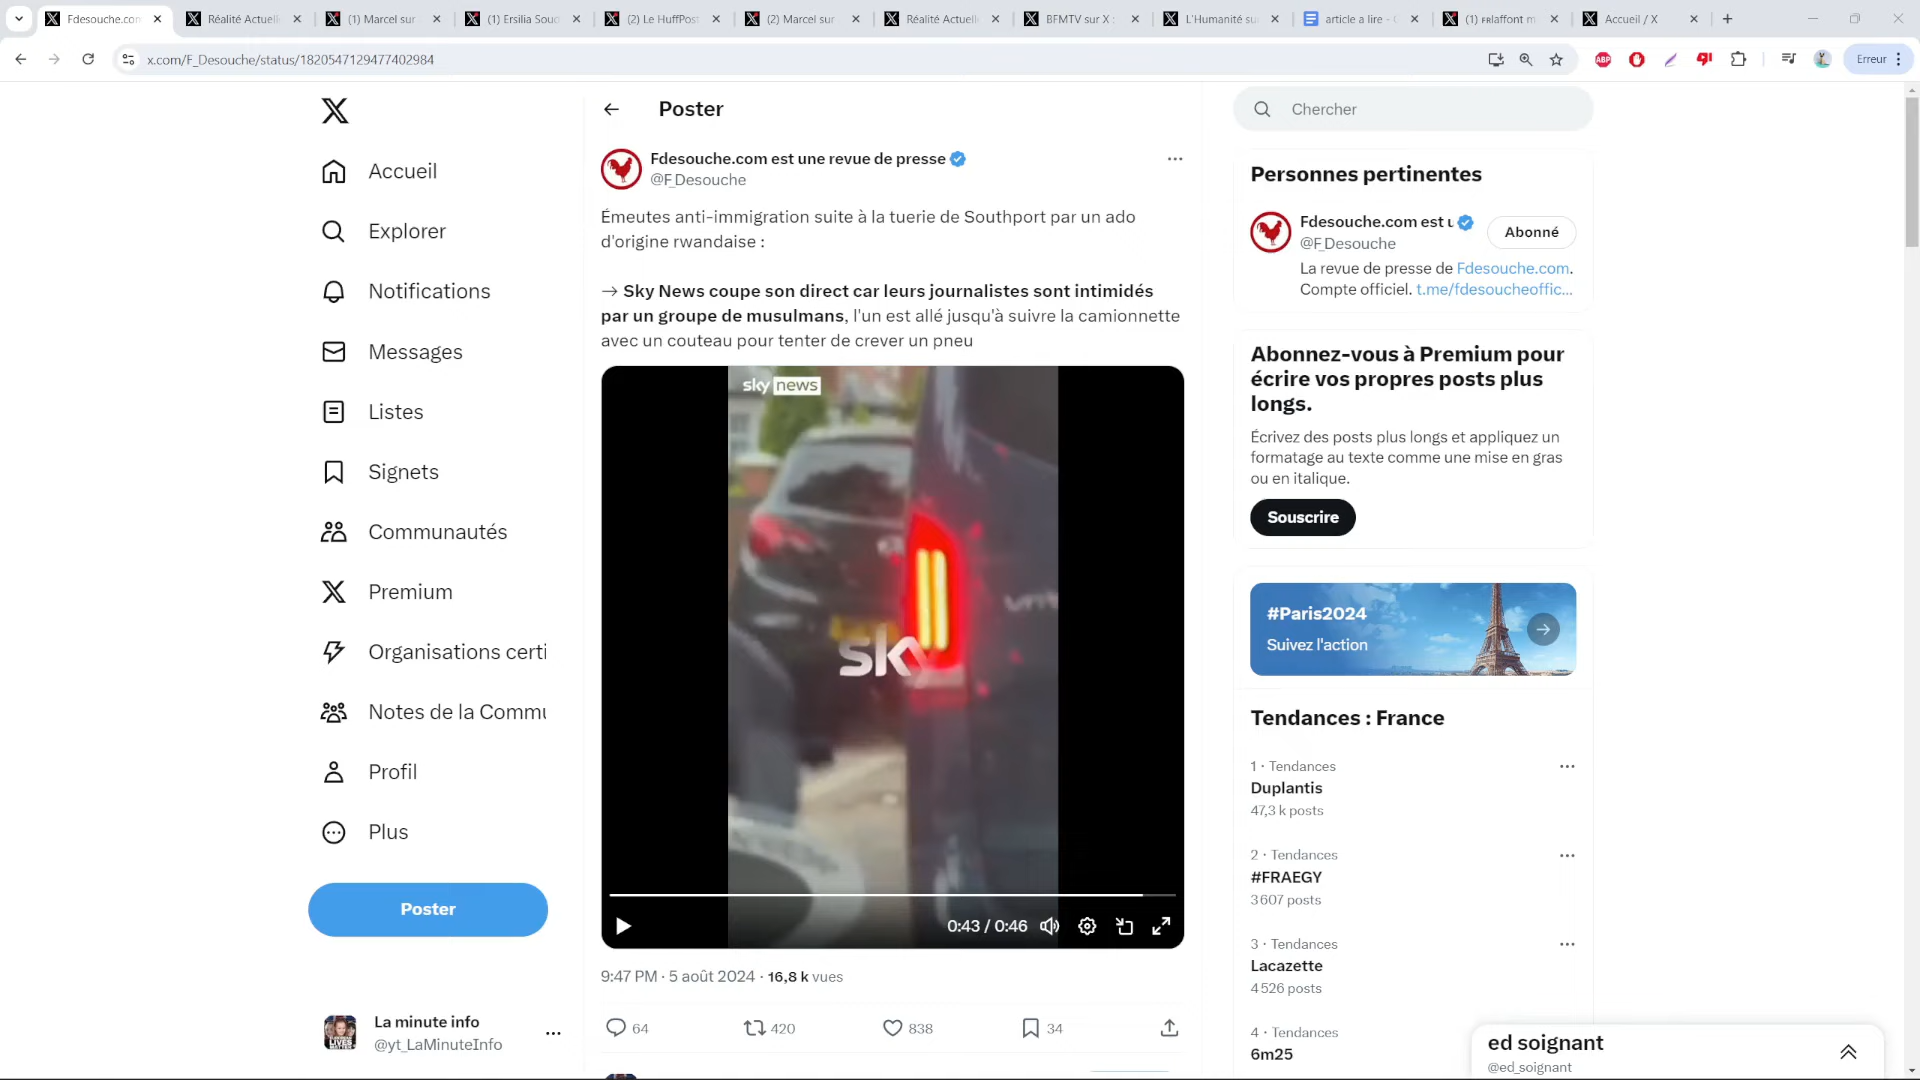 Fdesouche.com
Réalité Actuell
(1) Marcel sur
(1) Ersilia Soud
(2) Le HuffPost
(2) Marcel sur
Réalité Actuell
BFMTV sur X :
L'Humanité su
article a lire -
Accueil / X
x.com/F_Desouche/status/1820547129477402984
ABP
Erreur
Accueil
Explorer
Notifications
Messages
Listes
Signets
Communautés
Premium
Organisations certi
Notes de la Commu
Profil
Plus
Poster
La minute info
@yt_LaMinuteInfo
Poster
Fdesouche.com est une revue de presse
@F_Desouche
Émeutes anti-immigration suite à la tuerie de Southport par un ado
d'origine rwandaise :
→ Sky News coupe son direct car leurs journalistes sont intimidés
par un groupe de musulmans, l'un est allé jusqu'à suivre la camionnette
avec un couteau pour tenter de crever un pneu
sky news
sky
0:43 / 0:46
9:47 PM · 5 août 2024 · 16,8 k vues
64
420
838
34
Chercher
Personnes pertinentes
Fdesouche.com est u
Abonné
@F_Desouche
La revue de presse de Fdesouche.com.
Compte officiel. t.me/fdesoucheoffic...
Abonnez-vous à Premium pour
écrire vos propres posts plus
longs.
Écrivez des posts plus longs et appliquez un
formatage au texte comme une mise en gras
ou en italique.
Souscrire
#Paris2024
Suivez l'action
Tendances : France
1 · Tendances
Duplantis
47,3 k posts
2 · Tendances
#FRAEGY
3 607 posts
3 · Tendances
Lacazette
4 526 posts
4 · Tendances
6m25
ed soignant
@ed_soignant